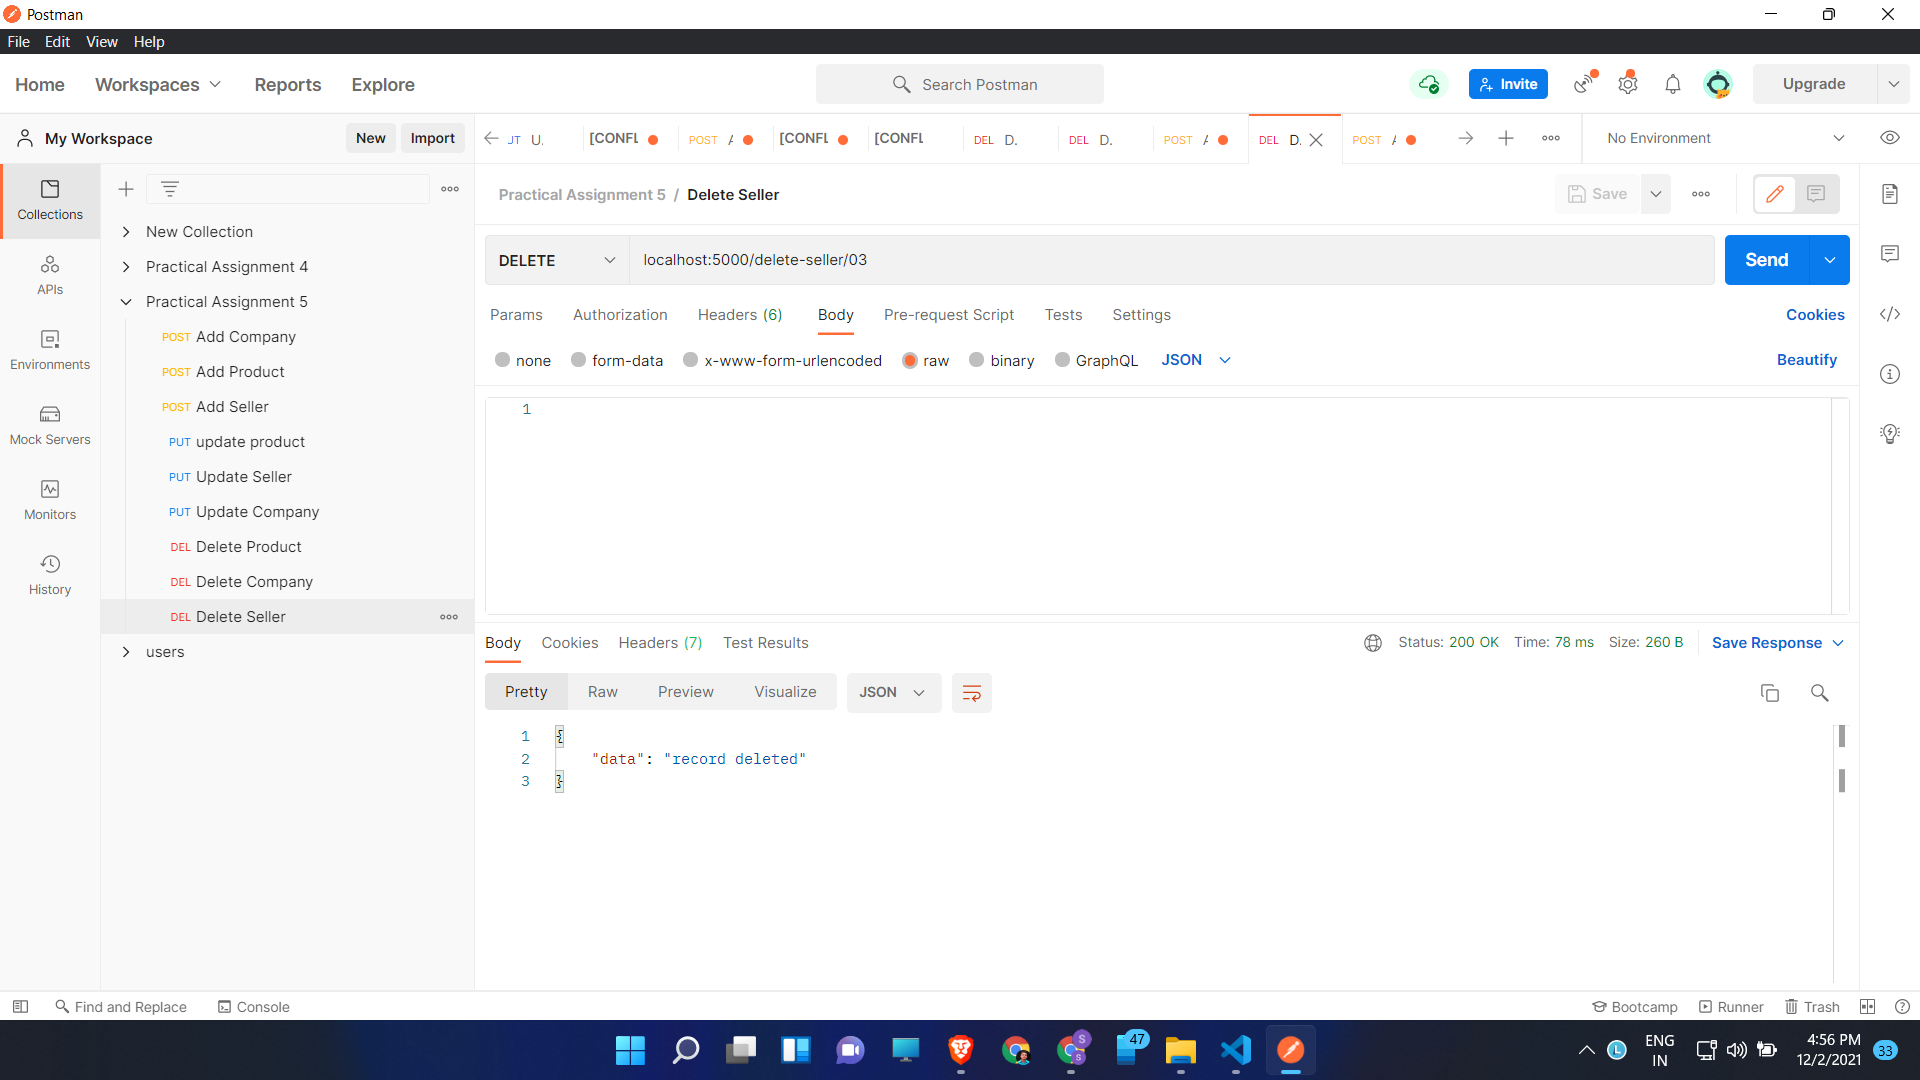 Postman
File Edit View Help
Home Workspaces Reports Explore
Search Postman
Invite
Upgrade
My Workspace
New Import
UT U.
[CONFL
POST A
[CONFL
[CONFL
DEL D.
DEL D.
POST A
DEL D.
POST A
No Environment
Collections
APIs
Environments
Mock Servers
Monitors
History
New Collection
Practical Assignment 4
Practical Assignment 5
POST Add Company
POST Add Product
POST Add Seller
PUT update product
PUT Update Seller
PUT Update Company
DEL Delete Product
DEL Delete Company
DEL Delete Seller
users
Practical Assignment 5 / Delete Seller
Save
DELETE localhost:5000/delete-seller/03
Send
Params Authorization Headers (6) Body Pre-request Script Tests Settings
Cookies
none form-data x-www-form-urlencoded raw binary GraphQL JSON
Beautify
1
Body Cookies Headers (7) Test Results
Status: 200 OK Time: 78 ms Size: 260 B
Save Response
Pretty Raw Preview Visualize JSON
1 {
2 "data": "record deleted"
3 }
Find and Replace Console
Bootcamp Runner Trash
S
S
47
L
ENG
IN
4:56 PM
12/2/2021
33